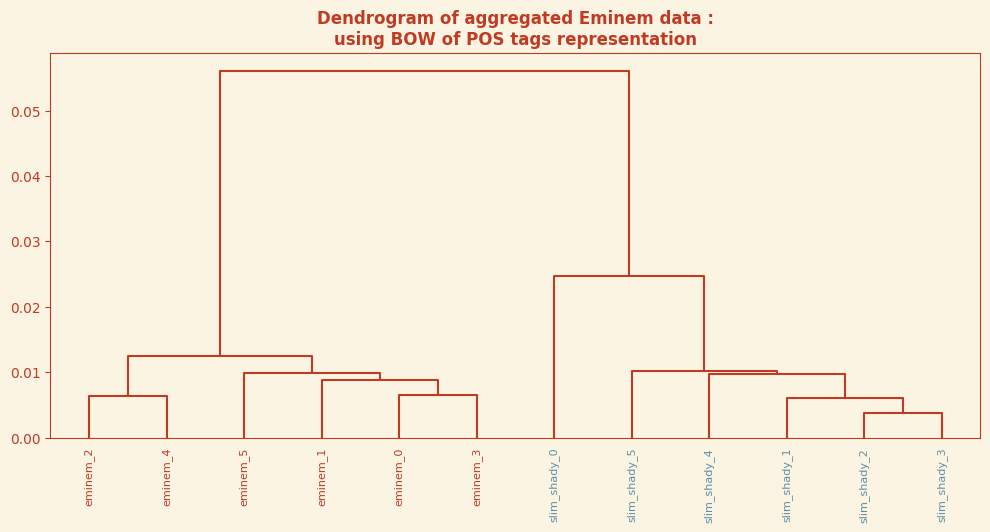 Dendrogram of aggregated Eminem data :
using BOW of POS tags representation
0.05
0.04
0.03
0.02
0.01
0.00
eminem_2
eminem_4
eminem_5
eminem_1
eminem_0
eminem_3
slim_shady_0
slim_shady_5
slim_shady_4
slim_shady_1
slim_shady_2
slim_shady_3